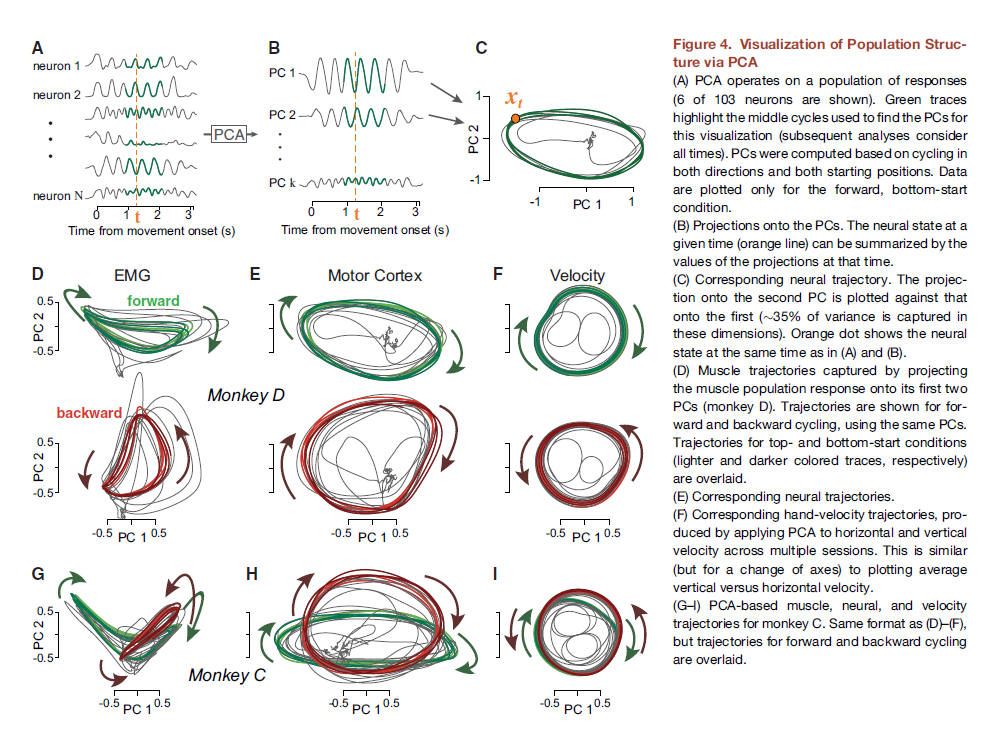 A
neuron 1
neuron 2
•
•
•
neuron N
0 1 t 2 3
Time from movement onset (s)
PCA
B
PC 1
PC 2
•
•
•
PC k
0 1 t 2 3
Time from movement onset (s)
C
1
PC 2
-1
xt
-1 1
PC 1
D
EMG
forward
0.5
PC 2
-0.5
E
Motor Cortex
F
Velocity
Monkey D
backward
0.5
PC 2
-0.5
-0.5 0.5
PC 1
-0.5 0.5
PC 1
-0.5 0.5
PC 1
G
0.5
PC 2
-0.5
H
I
Monkey C
-0.5 0.5
PC 1
-0.5 0.5
PC 1
-0.5 0.5
PC 1
Figure 4. Visualization of Population Struc-
ture via PCA
(A) PCA operates on a population of responses
(6 of 103 neurons are shown). Green traces
highlight the middle cycles used to find the PCs for
this visualization (subsequent analyses consider
all times). PCs were computed based on cycling in
both directions and both starting positions. Data
are plotted only for the forward, bottom-start
condition.
(B) Projections onto the PCs. The neural state at a
given time (orange line) can be summarized by the
values of the projections at that time.
(C) Corresponding neural trajectory. The projec-
tion onto the second PC is plotted against that
onto the first (~35% of variance is captured in
these dimensions). Orange dot shows the neural
state at the same time as in (A) and (B).
(D) Muscle trajectories captured by projecting
the muscle population response onto its first two
PCs (monkey D). Trajectories are shown for for-
ward and backward cycling, using the same PCs.
Trajectories for top- and bottom-start conditions
(lighter and darker colored traces, respectively)
are overlaid.
(E) Corresponding neural trajectories.
(F) Corresponding hand-velocity trajectories, pro-
duced by applying PCA to horizontal and vertical
velocity across multiple sessions. This is similar
(but for a change of axes) to plotting average
vertical versus horizontal velocity.
(G–I) PCA-based muscle, neural, and velocity
trajectories for monkey C. Same format as (D)–(F),
but trajectories for forward and backward cycling
are overlaid.